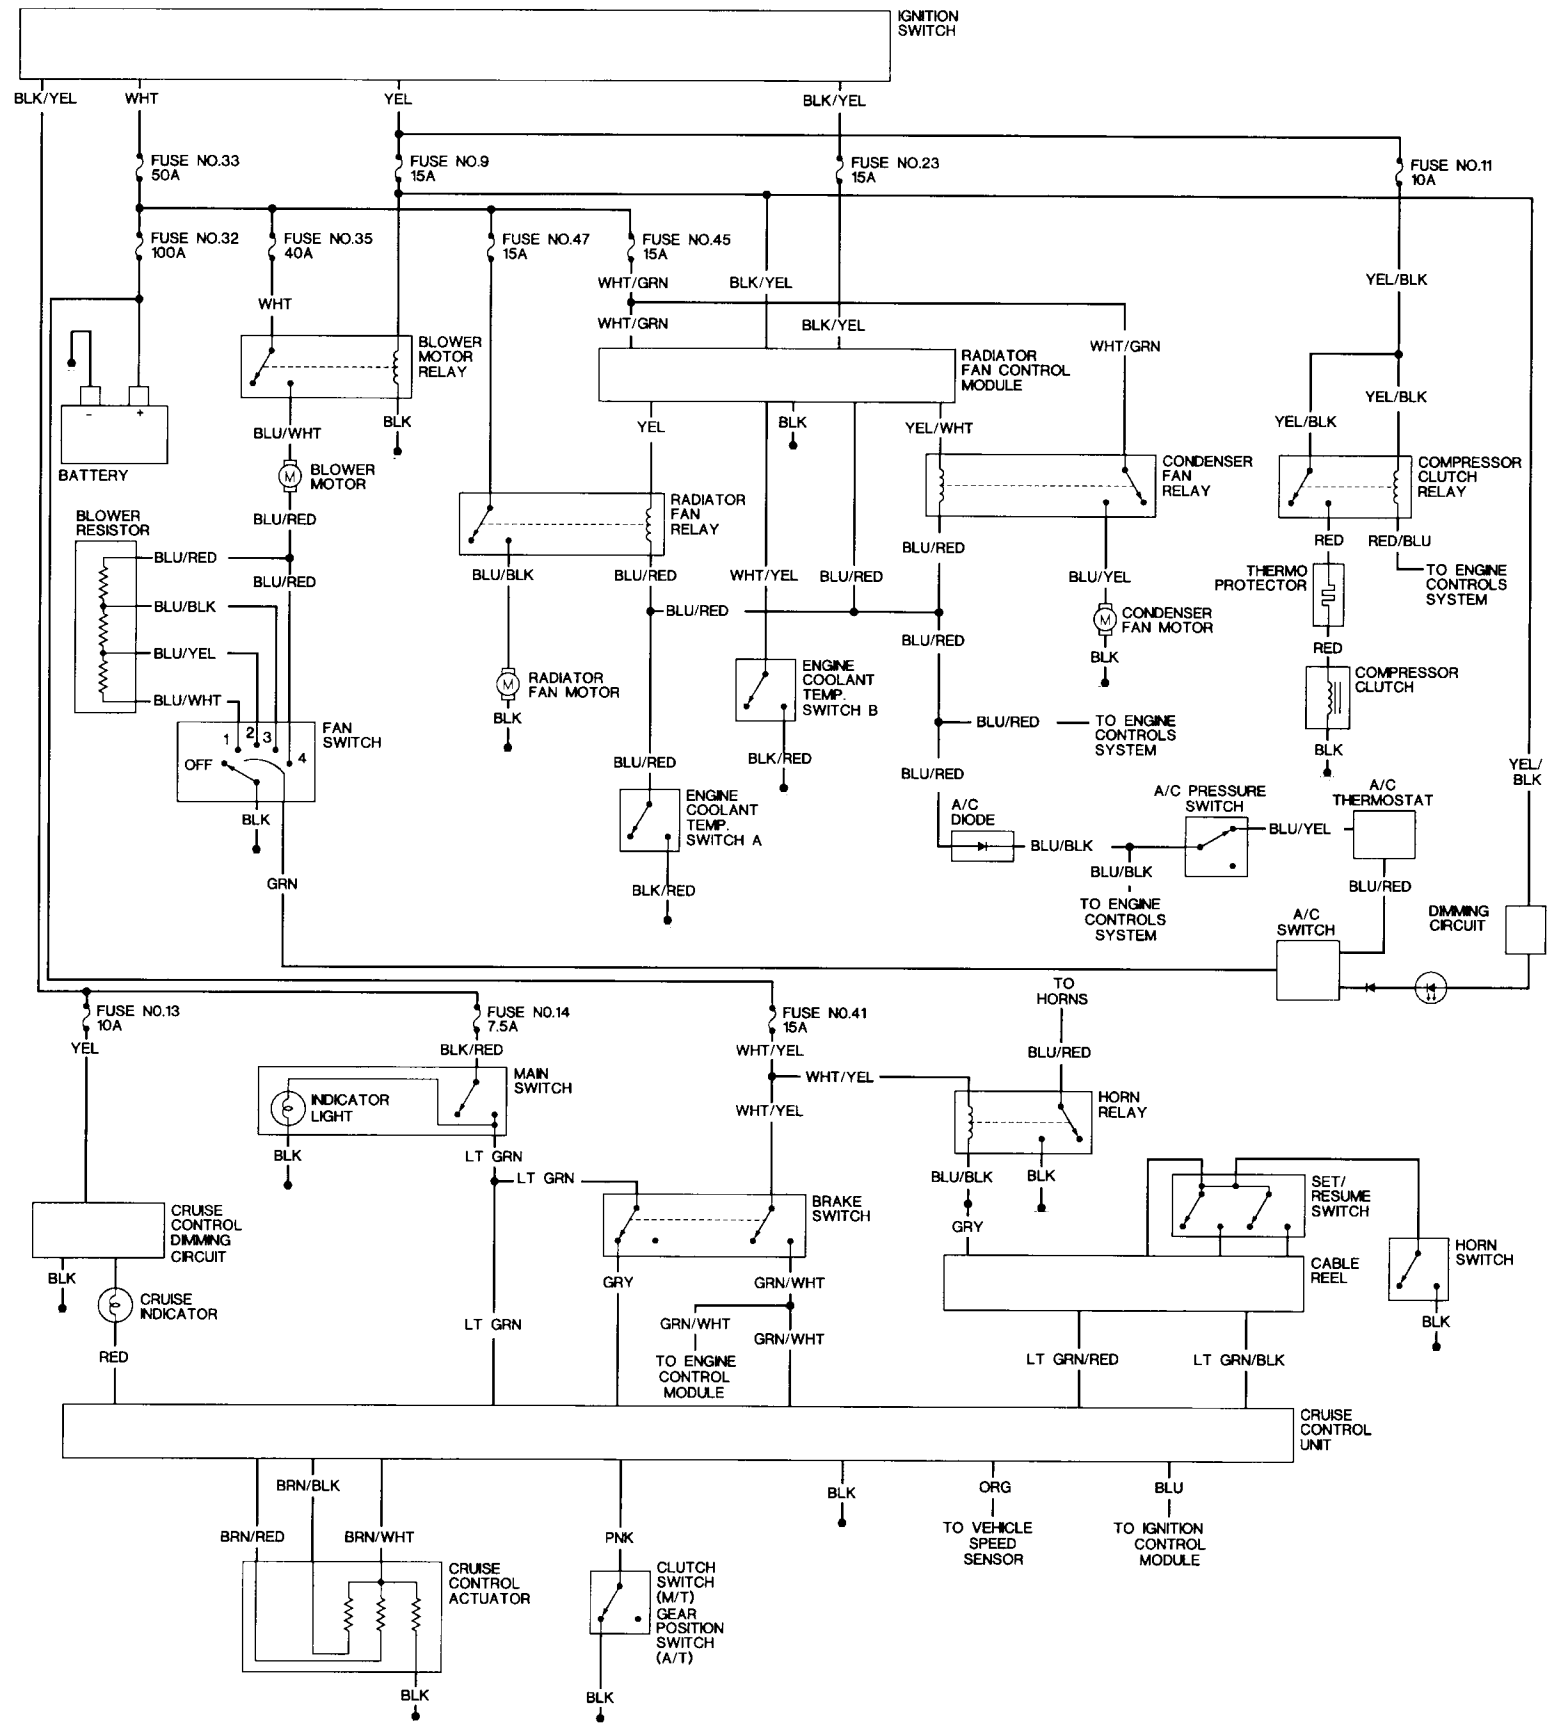 IGNITION
SWITCH
BLK/YEL
WHT
YEL
BLK/YEL
FUSE NO.33
50A
FUSE NO.9
15A
FUSE NO.23
15A
FUSE NO.11
10A
FUSE NO.32
100A
FUSE NO.35
40A
FUSE NO.47
15A
FUSE NO.45
15A
WHT/GRN
BLK/YEL
YEL/BLK
WHT
WHT/GRN
BLK/YEL
BLOWER
MOTOR
RELAY
WHT/GRN
RADIATOR
FAN CONTROL
MODULE
YEL/BLK
-
+
BATTERY
BLK
BLU/WHT
YEL
BLK
YEL/WHT
YEL/BLK
M
BLOWER
MOTOR
CONDENSER
FAN
RELAY
COMPRESSOR
CLUTCH
RELAY
BLOWER
RESISTOR
BLU/RED
RADIATOR
FAN
RELAY
BLU/RED
RED
RED/BLU
BLU/RED
BLU/RED
BLU/BLK
BLU/RED
WHT/YEL
BLU/RED
BLU/YEL
THERMO
PROTECTOR
TO ENGINE
CONTROLS
SYSTEM
BLU/BLK
BLU/RED
M
CONDENSER
FAN MOTOR
BLU/RED
BLU/YEL
BLK
RED
M
RADIATOR
FAN MOTOR
ENGINE
COOLANT
TEMP.
SWITCH B
COMPRESSOR
CLUTCH
BLU/WHT
BLK
FAN
SWITCH
1
2
3
4
OFF
BLU/RED
TO ENGINE
CONTROLS
SYSTEM
BLK
BLU/RED
BLK/RED
BLU/RED
YEL/
BLK
BLK
ENGINE
COOLANT
TEMP.
SWITCH A
A/C
DIODE
A/C PRESSURE
SWITCH
A/C
THERMOSTAT
BLU/YEL
BLU/BLK
BLU/BLK
GRN
BLK/RED
BLU/RED
TO ENGINE
CONTROLS
SYSTEM
A/C
SWITCH
DIMMING
CIRCUIT
TO
HORNS
FUSE NO.13
10A
FUSE NO.14
7.5A
FUSE NO.41
15A
YEL
BLK/RED
WHT/YEL
BLU/RED
MAIN
SWITCH
WHT/YEL
INDICATOR
LIGHT
WHT/YEL
HORN
RELAY
BLK
LT GRN
LT GRN
BLU/BLK
BLK
SET/
RESUME
SWITCH
BRAKE
SWITCH
CRUISE
CONTROL
DIMMING
CIRCUIT
GRY
HORN
SWITCH
CABLE
REEL
BLK
GRY
GRN/WHT
CRUISE
INDICATOR
LT GRN
GRN/WHT
GRN/WHT
BLK
RED
TO ENGINE
CONTROL
MODULE
LT GRN/RED
LT GRN/BLK
CRUISE
CONTROL
UNIT
BRN/BLK
BLK
ORG
BLU
BRN/RED
BRN/WHT
PNK
TO VEHICLE
SPEED
SENSOR
TO IGNITION
CONTROL
MODULE
CRUISE
CONTROL
ACTUATOR
CLUTCH
SWITCH
(M/T)
GEAR
POSITION
SWITCH
(A/T)
BLK
BLK